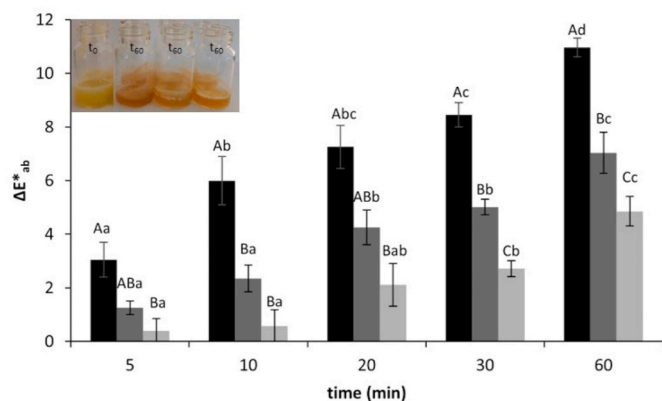 12
10
8
6
4
2
0
ΔE*ab
t0 t60 t60 t60
Aa
ABa
Ba
Ab
Ba
Ba
Abc
ABb
Bab
Ac
Bb
Cb
Ad
Bc
Cc
5 10 20 30 60
time (min)